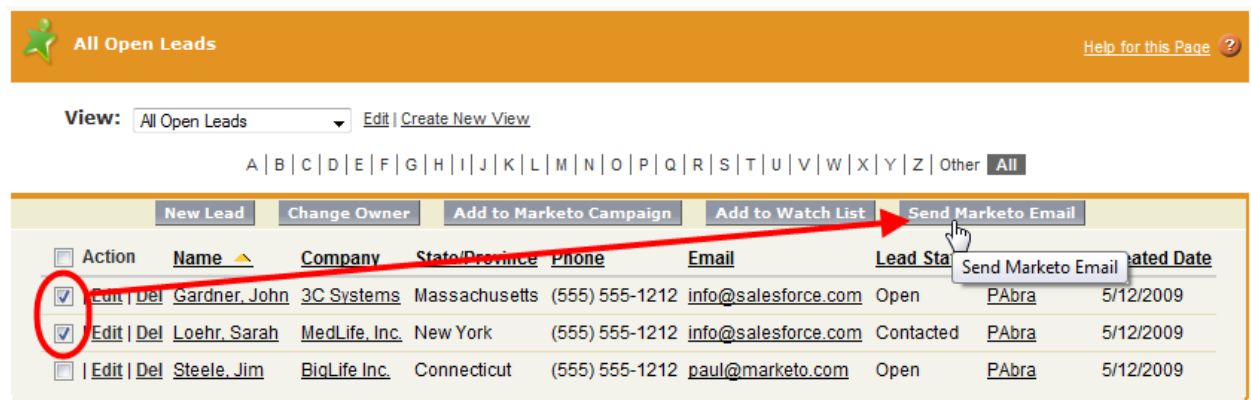 All Open Leads
Help for this Page ?
View: All Open Leads Edit | Create New View
A | B | C | D | E | F | G | H | I | J | K | L | M | N | O | P | Q | R | S | T | U | V | W | X | Y | Z | Other All
New Lead Change Owner Add to Marketo Campaign Add to Watch List Send Marketo Email
Action Name Company State/Province Phone Email Lead Date
Send Marketo Email
| Edit | Del Gardner, John 3C Systems Massachusetts (555) 555-1212 info@salesforce.com Open PAbra 5/12/2009
| Edit | Del Loehr, Sarah MedLife, Inc. New York (555) 555-1212 info@salesforce.com Contacted PAbra 5/12/2009
| Edit | Del Steele, Jim BigLife Inc. Connecticut (555) 555-1212 paul@marketo.com Open PAbra 5/12/2009